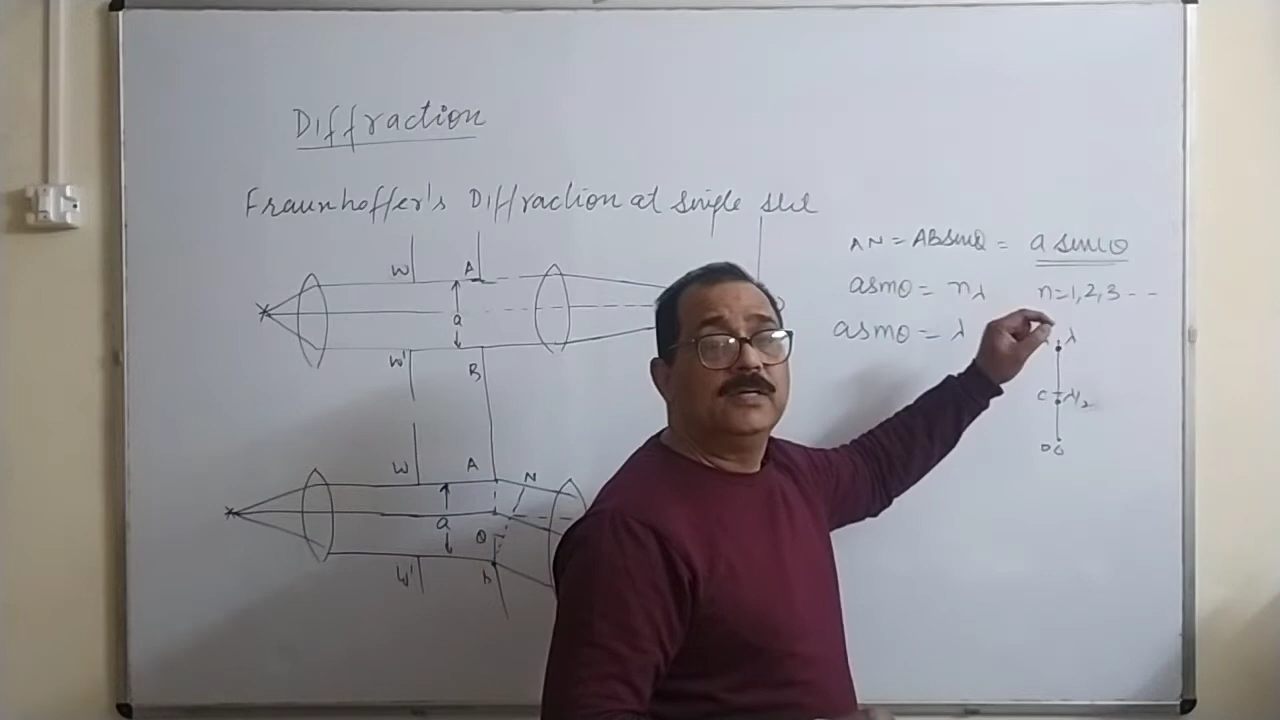 Diffraction
Fraunhoffer's Diffraction at single slit
AN = ABsinθ = a sinθ
asinθ = nλ n=1,2,3---
asinθ = λ
W A
a
W' B
λ
C λ/2
W A N
a
θ
W' B